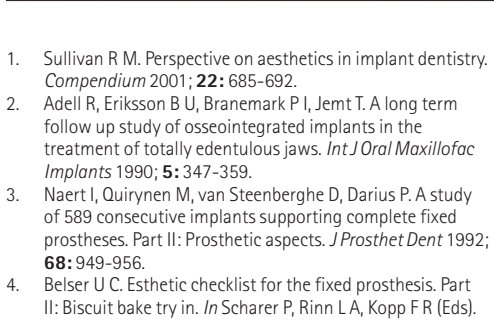 1. Sullivan R M. Perspective on aesthetics in implant dentistry.
Compendium 2001; 22: 685-692.
2. Adell R, Eriksson B U, Branemark P I, Jemt T. A long term
follow up study of osseointegrated implants in the
treatment of totally edentulous jaws. Int J Oral Maxillofac
Implants 1990; 5: 347-359.
3. Naert I, Quirynen M, van Steenberghe D, Darius P. A study
of 589 consecutive implants supporting complete fixed
prostheses. Part II: Prosthetic aspects. J Prosthet Dent 1992;
68: 949-956.
4. Belser U C. Esthetic checklist for the fixed prosthesis. Part
II: Biscuit bake try in. In Scharer P, Rinn L A, Kopp F R (Eds).